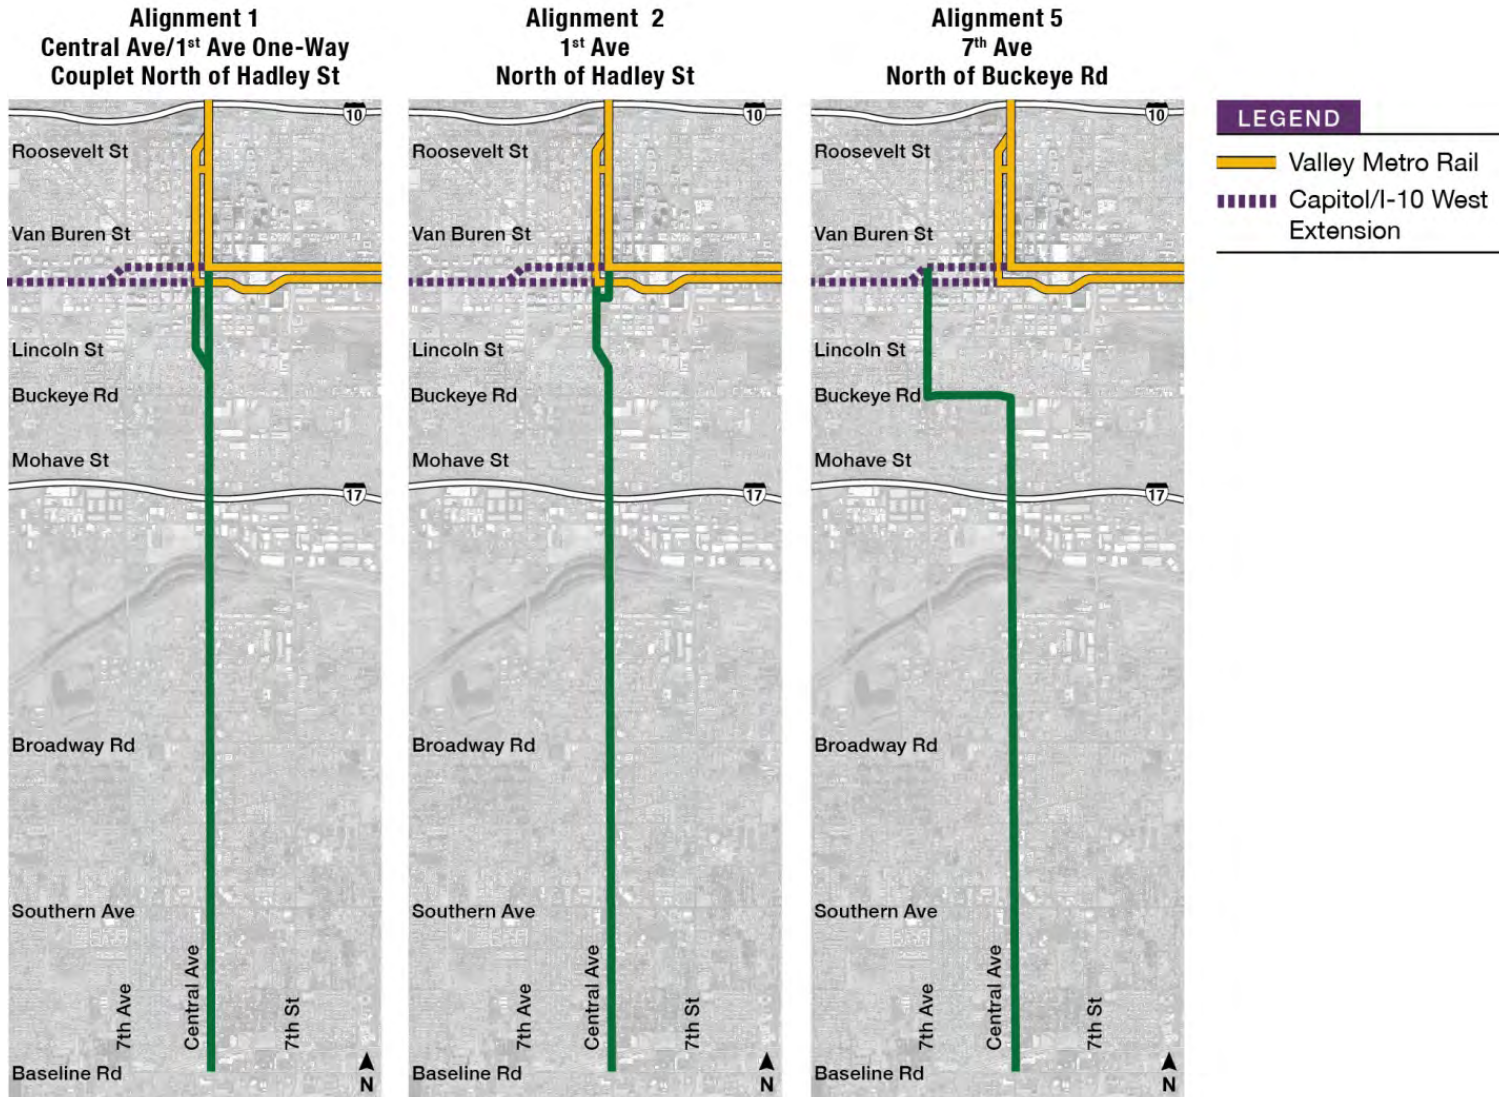 Alignment 1
Central Ave/1st Ave One-Way
Couplet North of Hadley St
10
Roosevelt St
Van Buren St
Lincoln St
Buckeye Rd
Mohave St
17
Broadway Rd
Southern Ave
7th Ave
Central Ave
7th St
Baseline Rd
N
Alignment 2
1st Ave
North of Hadley St
10
Roosevelt St
Van Buren St
Lincoln St
Buckeye Rd
Mohave St
17
Broadway Rd
Southern Ave
7th Ave
Central Ave
7th St
Baseline Rd
N
Alignment 5
7th Ave
North of Buckeye Rd
10
Roosevelt St
Van Buren St
Lincoln St
Buckeye Rd
Mohave St
17
Broadway Rd
Southern Ave
7th Ave
Central Ave
7th St
Baseline Rd
N
LEGEND
Valley Metro Rail
Capitol/I-10 West
Extension